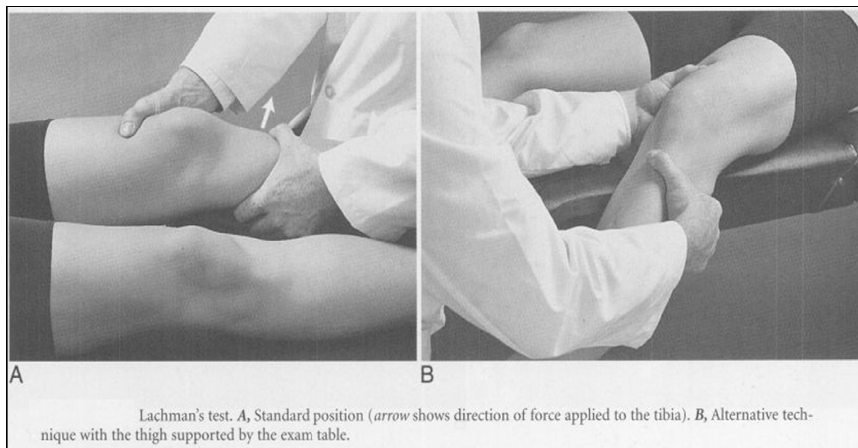 A
B
Lachman's test. A, Standard position (arrow shows direction of force applied to the tibia). B, Alternative tech-
nique with the thigh supported by the exam table.